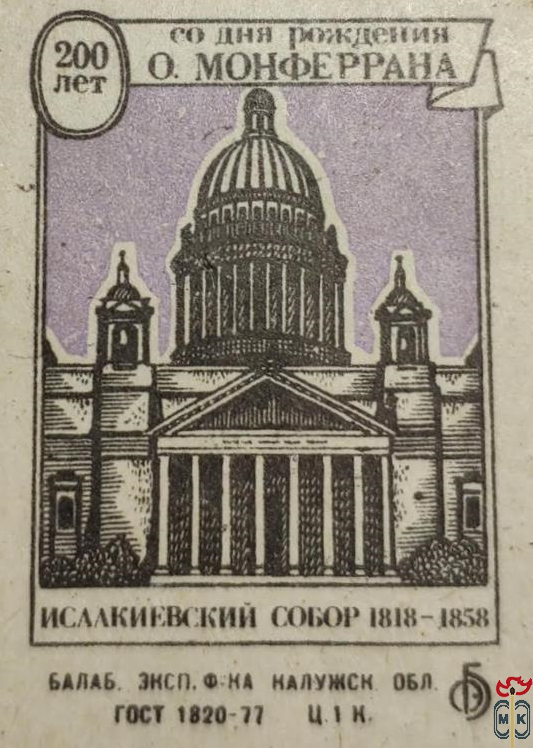 200
лет
со дня рождения
О. МОНФЕРРАНА
ИСААКИЕВСКИЙ СОБОР 1818-1858
БАЛАБ. ЭКСП. Ф-КА КАЛУЖСК. ОБЛ.
ГОСТ 1820-77 Ц. 1 К.
МК